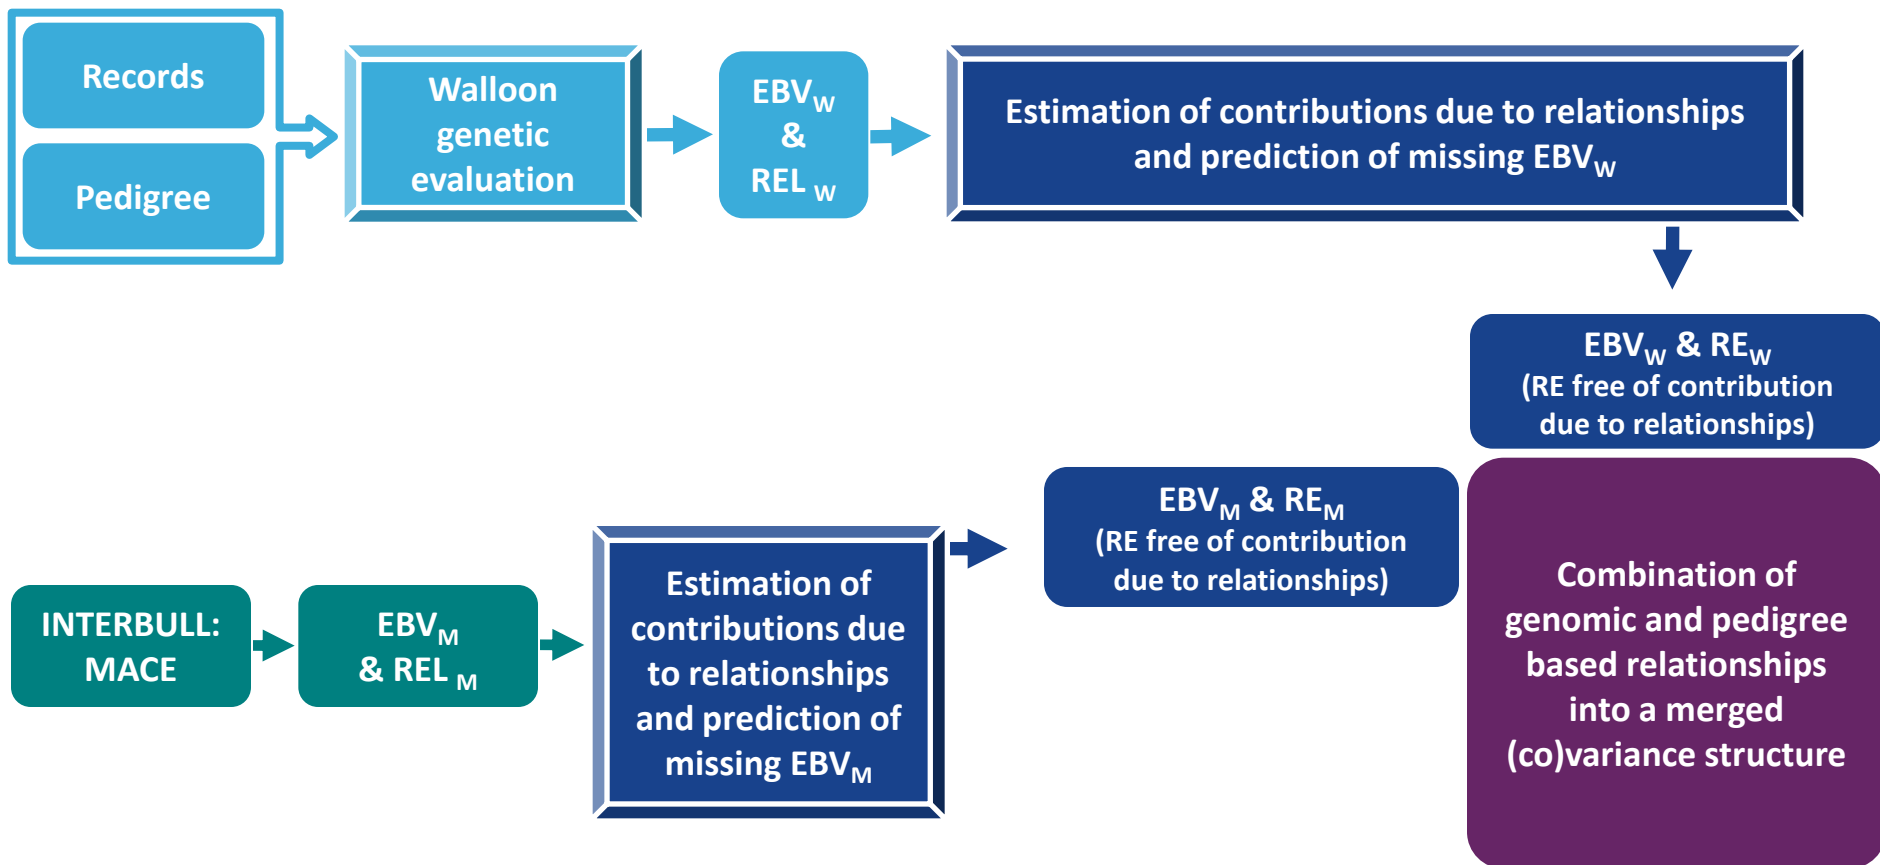 Records
Pedigree
Walloon
genetic
evaluation
EBVW
&
REL W
Estimation of contributions due to relationships
and prediction of missing EBVW
EBVW & REW
(RE free of contribution
due to relationships)
INTERBULL:
MACE
EBVM
& REL M
Estimation of
contributions due
to relationships
and prediction of
missing EBVM
EBVM & REM
(RE free of contribution
due to relationships)
Combination of
genomic and pedigree
based relationships
into a merged
(co)variance structure